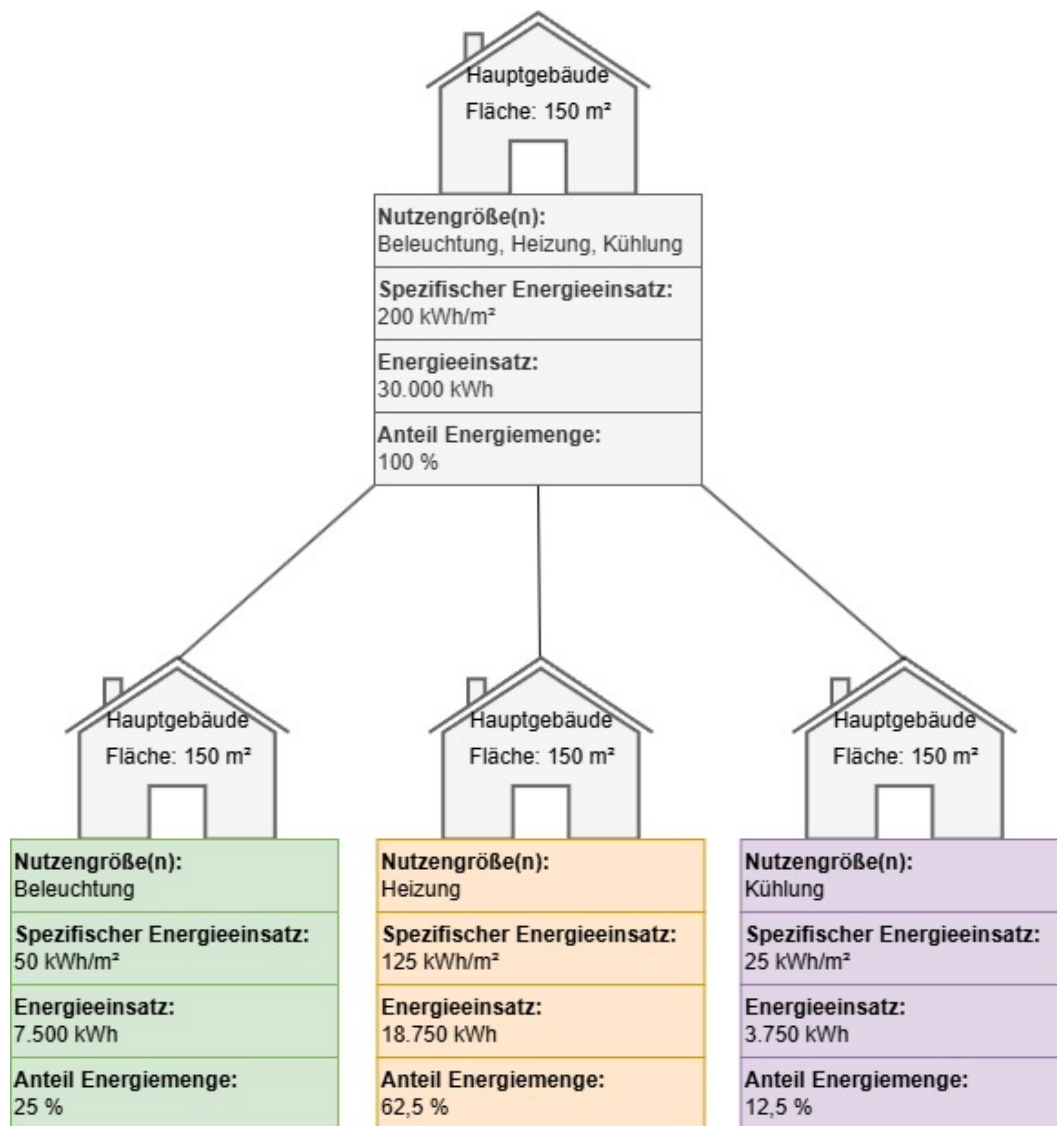 Hauptgebäude
Fläche: 150 m²
Nutzengröße(n):
Beleuchtung, Heizung, Kühlung
Spezifischer Energieeinsatz:
200 kWh/m²
Energieeinsatz:
30.000 kWh
Anteil Energiemenge:
100 %
Hauptgebäude
Fläche: 150 m²
Nutzengröße(n):
Beleuchtung
Spezifischer Energieeinsatz:
50 kWh/m²
Energieeinsatz:
7.500 kWh
Anteil Energiemenge:
25 %
Hauptgebäude
Fläche: 150 m²
Nutzengröße(n):
Heizung
Spezifischer Energieeinsatz:
125 kWh/m²
Energieeinsatz:
18.750 kWh
Anteil Energiemenge:
62,5 %
Hauptgebäude
Fläche: 150 m²
Nutzengröße(n):
Kühlung
Spezifischer Energieeinsatz:
25 kWh/m²
Energieeinsatz:
3.750 kWh
Anteil Energiemenge:
12,5 %